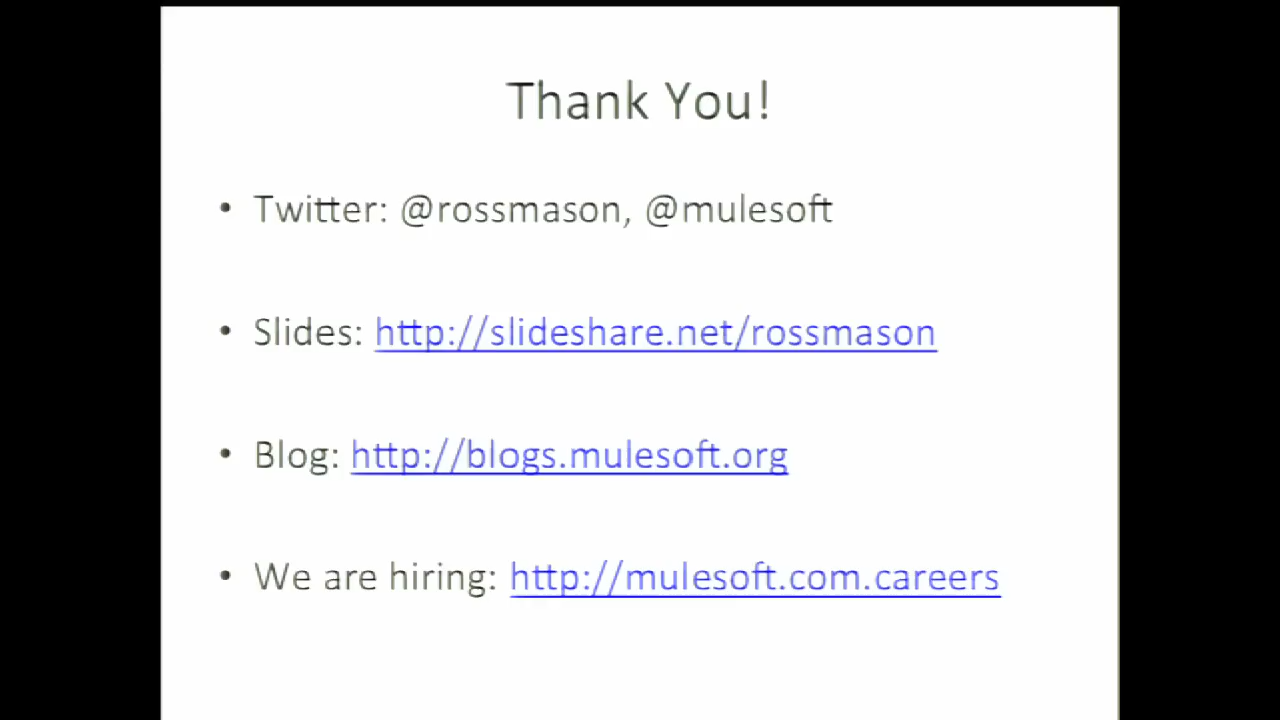 Thank You!
• Twitter: @rossmason, @mulesoft
• Slides: http://slideshare.net/rossmason
• Blog: http://blogs.mulesoft.org
• We are hiring: http://mulesoft.com.careers